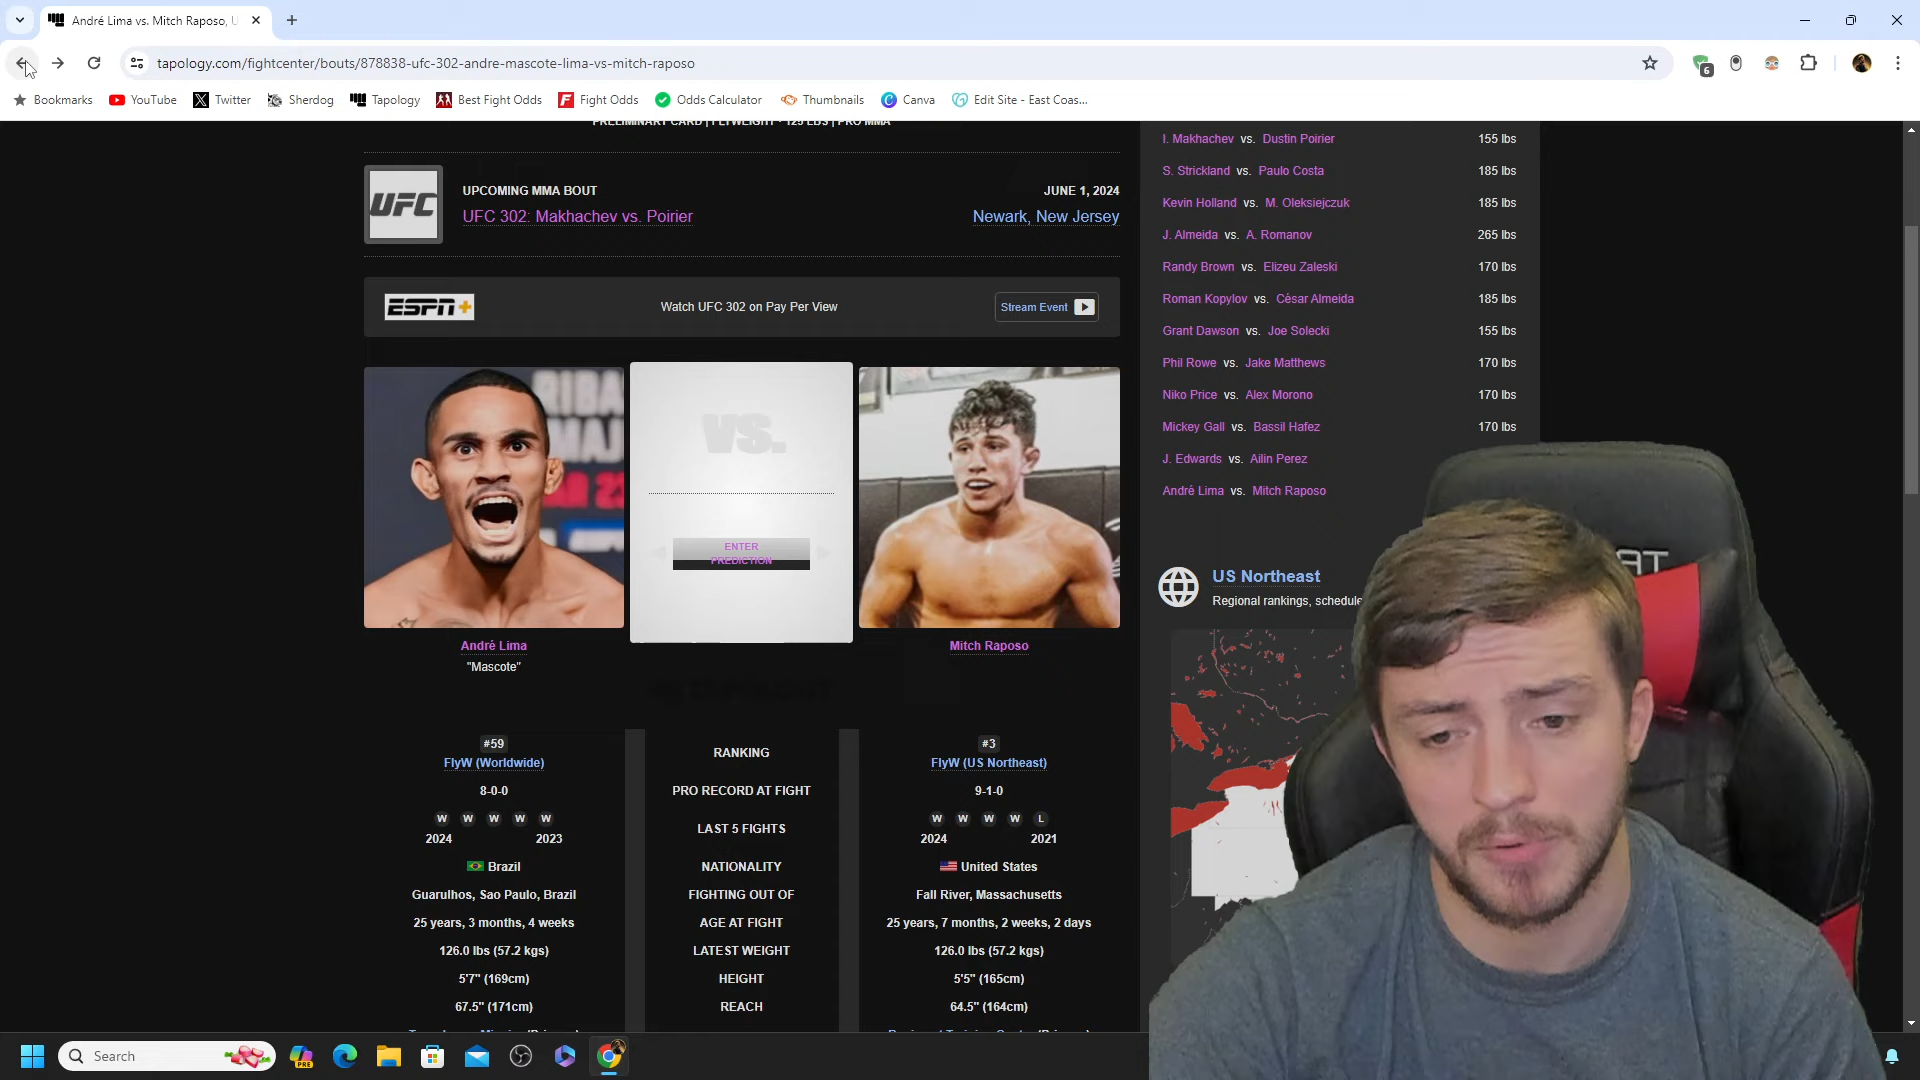 André Lima vs. Mitch Raposo, U
tapology.com/fightcenter/bouts/878838-ufc-302-andre-mascote-lima-vs-mitch-raposo
6
Bookmarks YouTube Twitter Sherdog Tapology Best Fight Odds Fight Odds Odds Calculator Thumbnails Canva Edit Site - East Coas...
PRELIMINARY CARD | FLYWEIGHT · 125 LBS | PRO MMA
UFC
UPCOMING MMA BOUT
JUNE 1, 2024
UFC 302: Makhachev vs. Poirier
Newark, New Jersey
ESPN+
Watch UFC 302 on Pay Per View
Stream Event
VS.
ENTER
PREDICTION
André Lima
"Mascote"
Mitch Raposo
#59
FlyW (Worldwide)
RANKING
#3
FlyW (US Northeast)
8-0-0 PRO RECORD AT FIGHT 9-1-0
W W W W W
2024 2023
LAST 5 FIGHTS
W W W W L
2024 2021
Brazil NATIONALITY United States
Guarulhos, Sao Paulo, Brazil FIGHTING OUT OF Fall River, Massachusetts
25 years, 3 months, 4 weeks AGE AT FIGHT 25 years, 7 months, 2 weeks, 2 days
126.0 lbs (57.2 kgs) LATEST WEIGHT 126.0 lbs (57.2 kgs)
5'7" (169cm) HEIGHT 5'5" (165cm)
67.5" (171cm) REACH 64.5" (164cm)
I. Makhachev vs. Dustin Poirier 155 lbs
S. Strickland vs. Paulo Costa 185 lbs
Kevin Holland vs. M. Oleksiejczuk 185 lbs
J. Almeida vs. A. Romanov 265 lbs
Randy Brown vs. Elizeu Zaleski 170 lbs
Roman Kopylov vs. César Almeida 185 lbs
Grant Dawson vs. Joe Solecki 155 lbs
Phil Rowe vs. Jake Matthews 170 lbs
Niko Price vs. Alex Morono 170 lbs
Mickey Gall vs. Bassil Hafez 170 lbs
J. Edwards vs. Ailin Perez
André Lima vs. Mitch Raposo
US Northeast
Regional rankings, schedule
Search
PRE